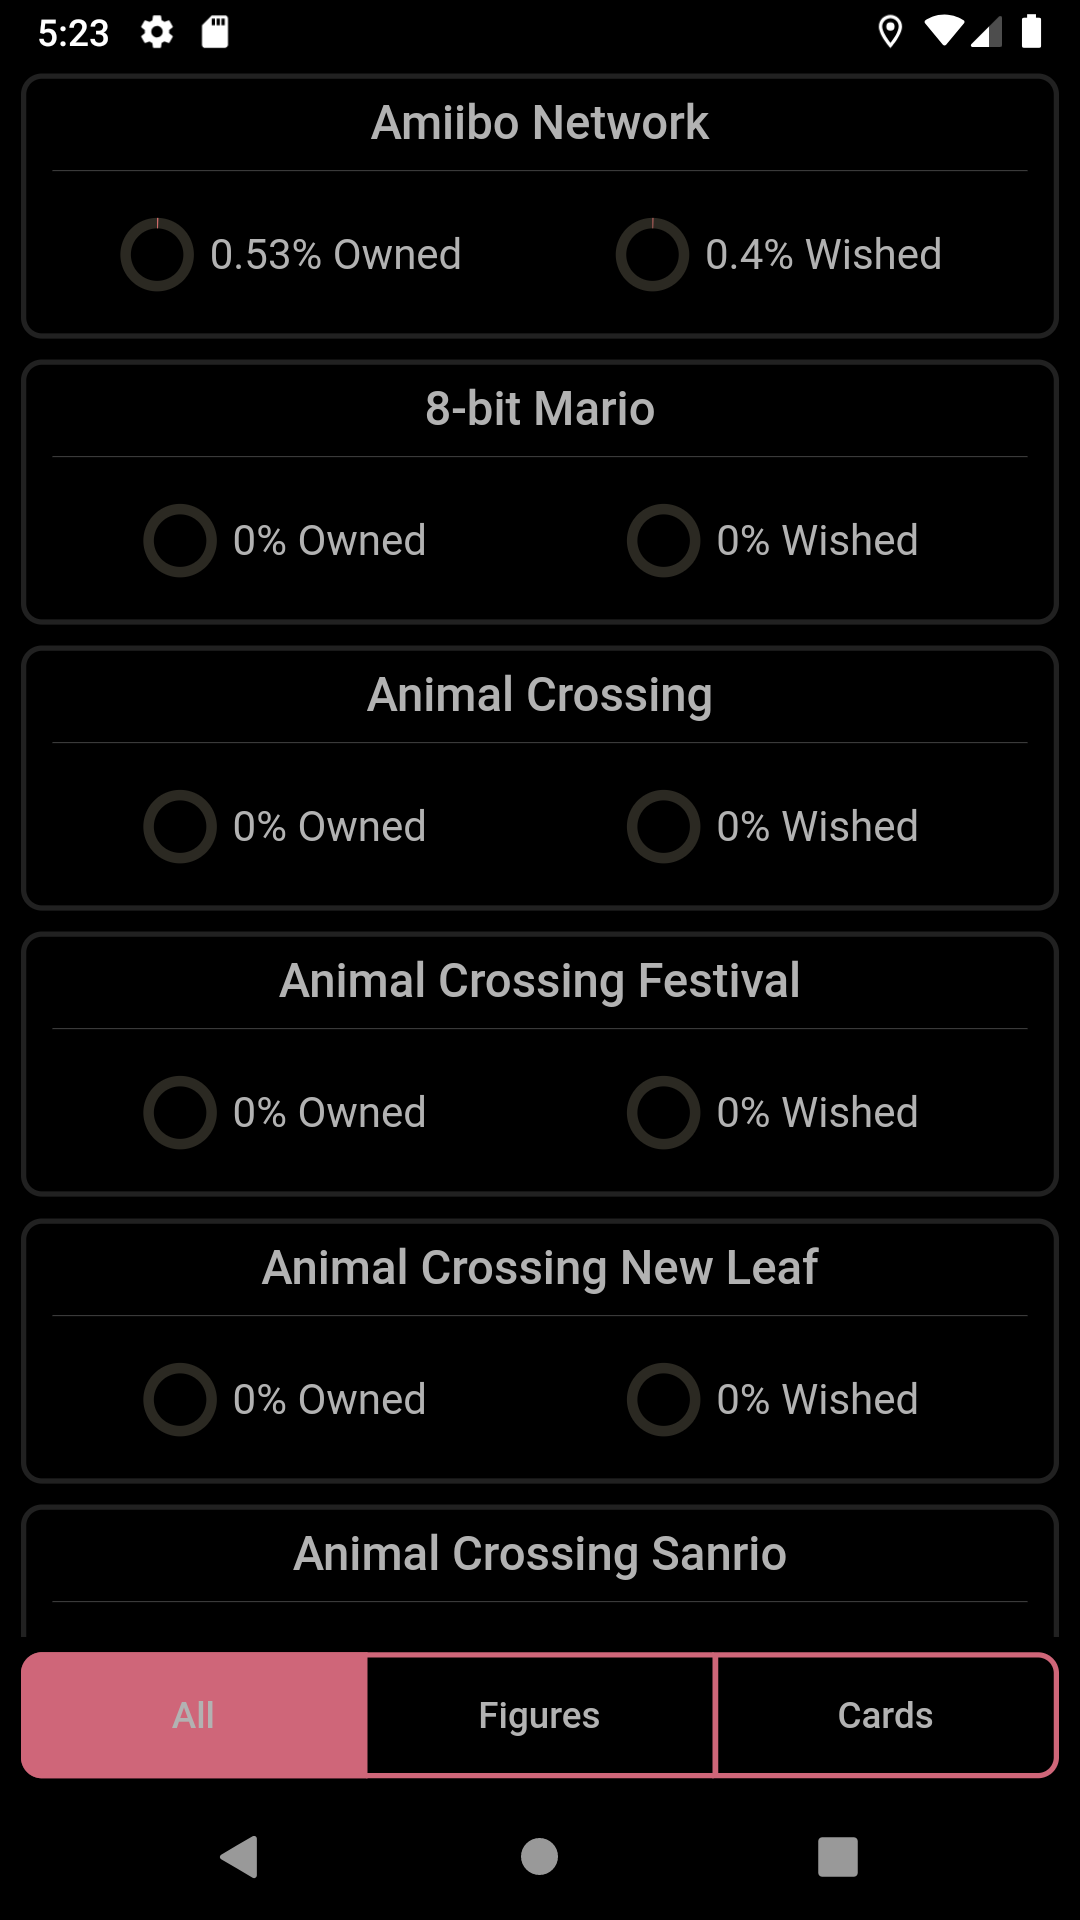 5:23
Amiibo Network
0.53% Owned
0.4% Wished
8-bit Mario
0% Owned
0% Wished
Animal Crossing
0% Owned
0% Wished
Animal Crossing Festival
0% Owned
0% Wished
Animal Crossing New Leaf
0% Owned
0% Wished
Animal Crossing Sanrio
All
Figures
Cards